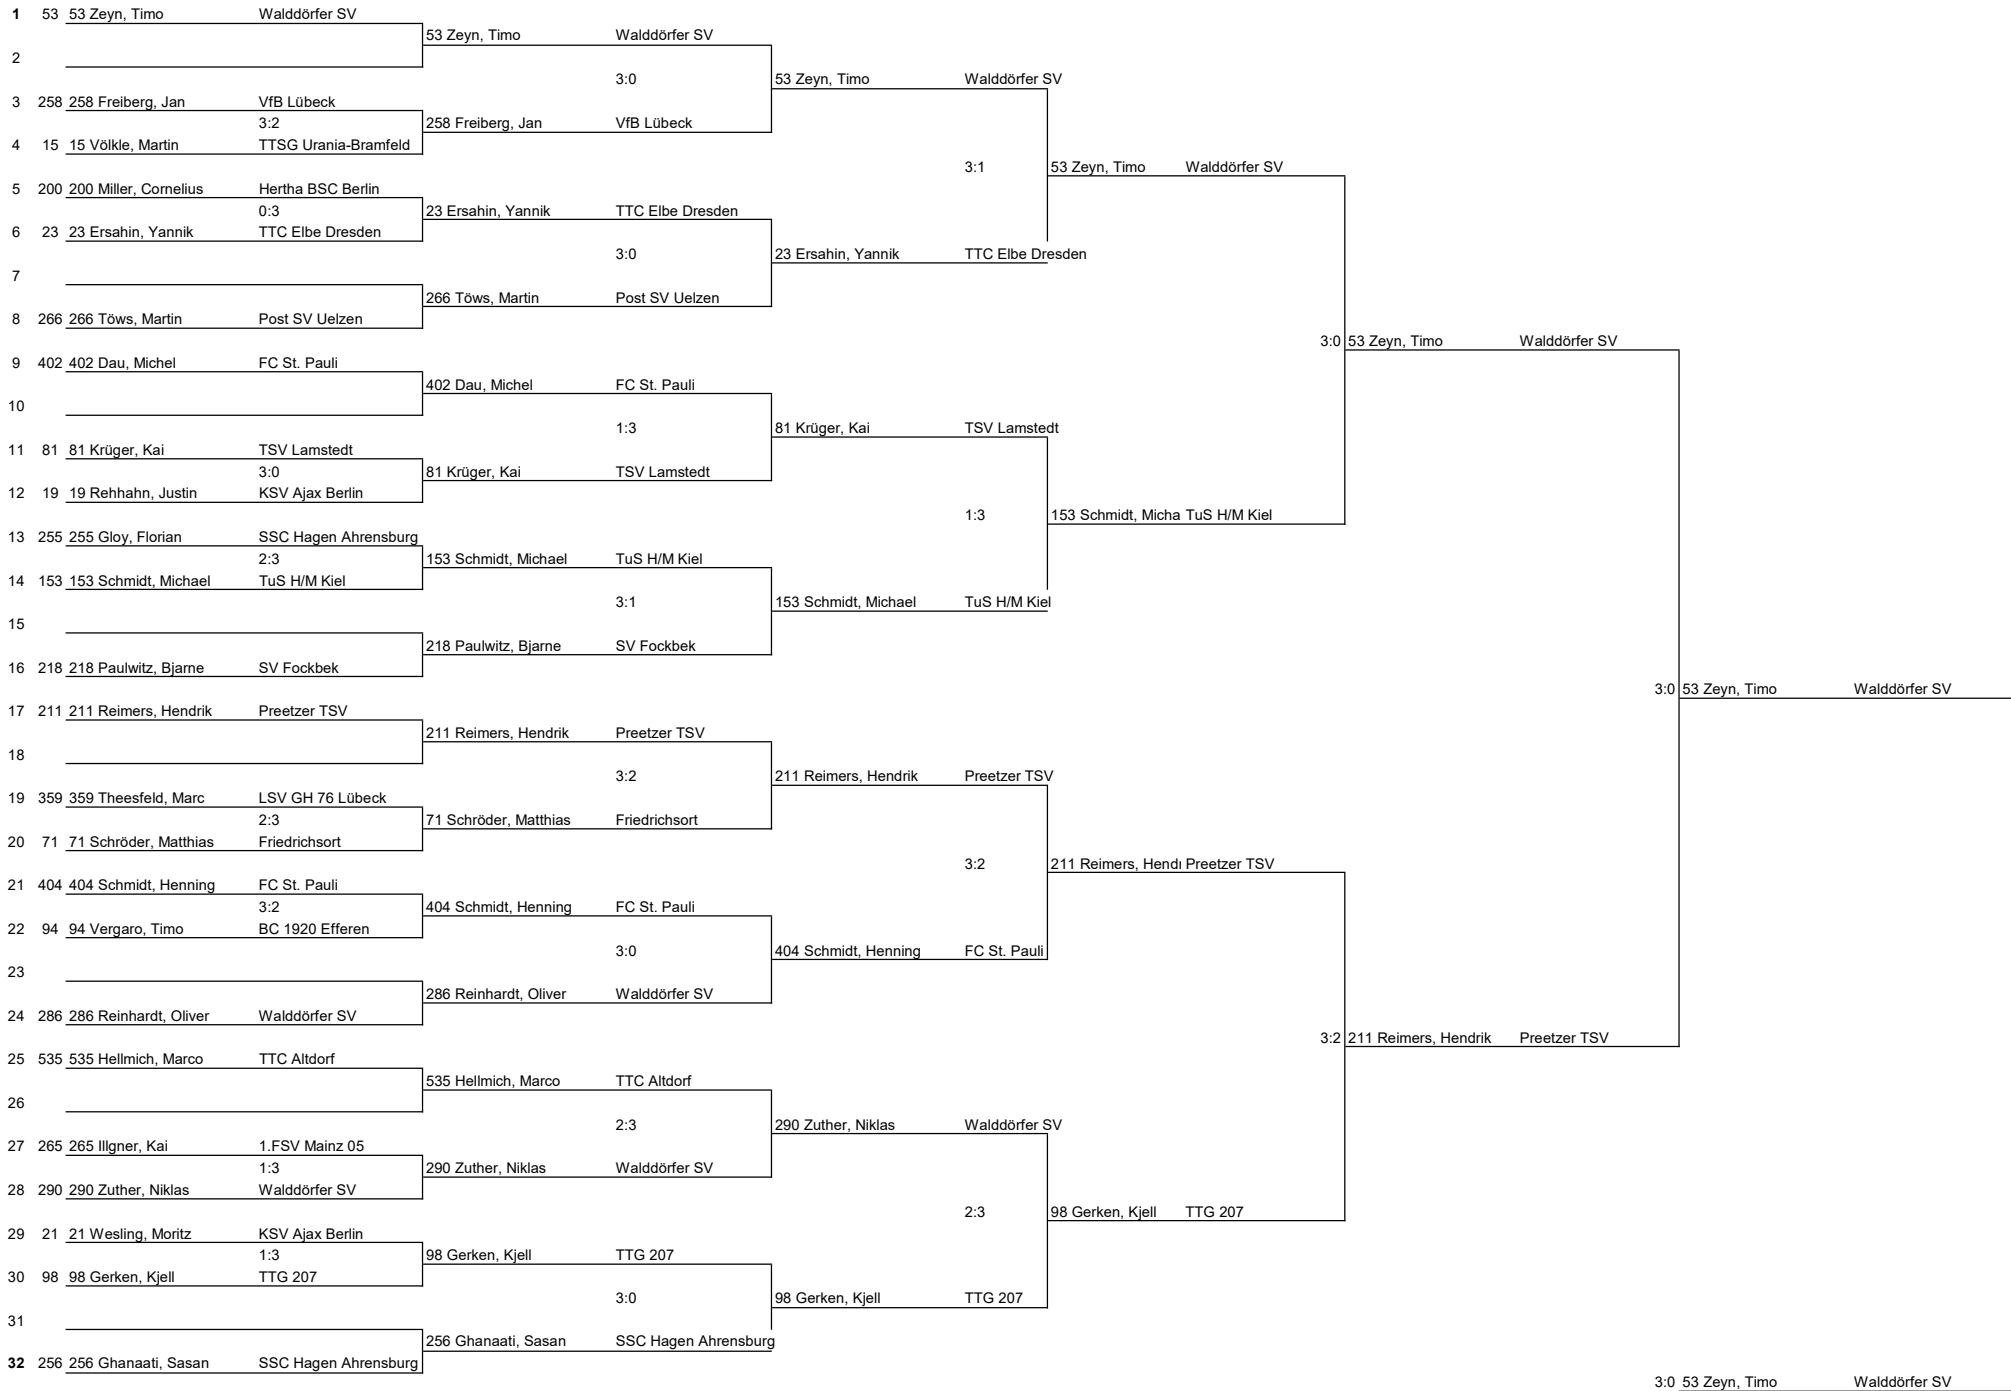 1 53 53 Zeyn, Timo Walddörfer SV
53 Zeyn, Timo Walddörfer SV
2
3:0 53 Zeyn, Timo Walddörfer SV
3 258 258 Freiberg, Jan VfB Lübeck
3:2 258 Freiberg, Jan VfB Lübeck
4 15 15 Völkle, Martin TTSG Urania-Bramfeld
3:1 53 Zeyn, Timo Walddörfer SV
5 200 200 Miller, Cornelius Hertha BSC Berlin
0:3 23 Ersahin, Yannik TTC Elbe Dresden
6 23 23 Ersahin, Yannik TTC Elbe Dresden
3:0 23 Ersahin, Yannik TTC Elbe Dresden
7
266 Töws, Martin Post SV Uelzen
8 266 266 Töws, Martin Post SV Uelzen
3:0 53 Zeyn, Timo Walddörfer SV
9 402 402 Dau, Michel FC St. Pauli
402 Dau, Michel FC St. Pauli
10
1:3 81 Krüger, Kai TSV Lamstedt
11 81 81 Krüger, Kai TSV Lamstedt
3:0 81 Krüger, Kai TSV Lamstedt
12 19 19 Rehhahn, Justin KSV Ajax Berlin
1:3 153 Schmidt, Micha TuS H/M Kiel
13 255 255 Gloy, Florian SSC Hagen Ahrensburg
2:3 153 Schmidt, Michael TuS H/M Kiel
14 153 153 Schmidt, Michael TuS H/M Kiel
3:1 153 Schmidt, Michael TuS H/M Kiel
15
218 Paulwitz, Bjarne SV Fockbek
16 218 218 Paulwitz, Bjarne SV Fockbek
3:0 53 Zeyn, Timo Walddörfer SV
17 211 211 Reimers, Hendrik Preetzer TSV
211 Reimers, Hendrik Preetzer TSV
18
3:2 211 Reimers, Hendrik Preetzer TSV
19 359 359 Theesfeld, Marc LSV GH 76 Lübeck
2:3 71 Schröder, Matthias Friedrichsort
20 71 71 Schröder, Matthias Friedrichsort
3:2 211 Reimers, Hend Preetzer TSV
21 404 404 Schmidt, Henning FC St. Pauli
3:2 404 Schmidt, Henning FC St. Pauli
22 94 94 Vergaro, Timo BC 1920 Efferen
3:0 404 Schmidt, Henning FC St. Pauli
23
286 Reinhardt, Oliver Walddörfer SV
24 286 286 Reinhardt, Oliver Walddörfer SV
3:2 211 Reimers, Hendrik Preetzer TSV
25 535 535 Hellmich, Marco TTC Altdorf
535 Hellmich, Marco TTC Altdorf
26
2:3 290 Zuther, Niklas Walddörfer SV
27 265 265 Illgner, Kai 1.FSV Mainz 05
1:3 290 Zuther, Niklas Walddörfer SV
28 290 290 Zuther, Niklas Walddörfer SV
2:3 98 Gerken, Kjell TTG 207
29 21 21 Wesling, Moritz KSV Ajax Berlin
1:3 98 Gerken, Kjell TTG 207
30 98 98 Gerken, Kjell TTG 207
3:0 98 Gerken, Kjell TTG 207
31
256 Ghanaati, Sasan SSC Hagen Ahrensburg
32 256 256 Ghanaati, Sasan SSC Hagen Ahrensburg
3:0 53 Zeyn, Timo Walddörfer SV